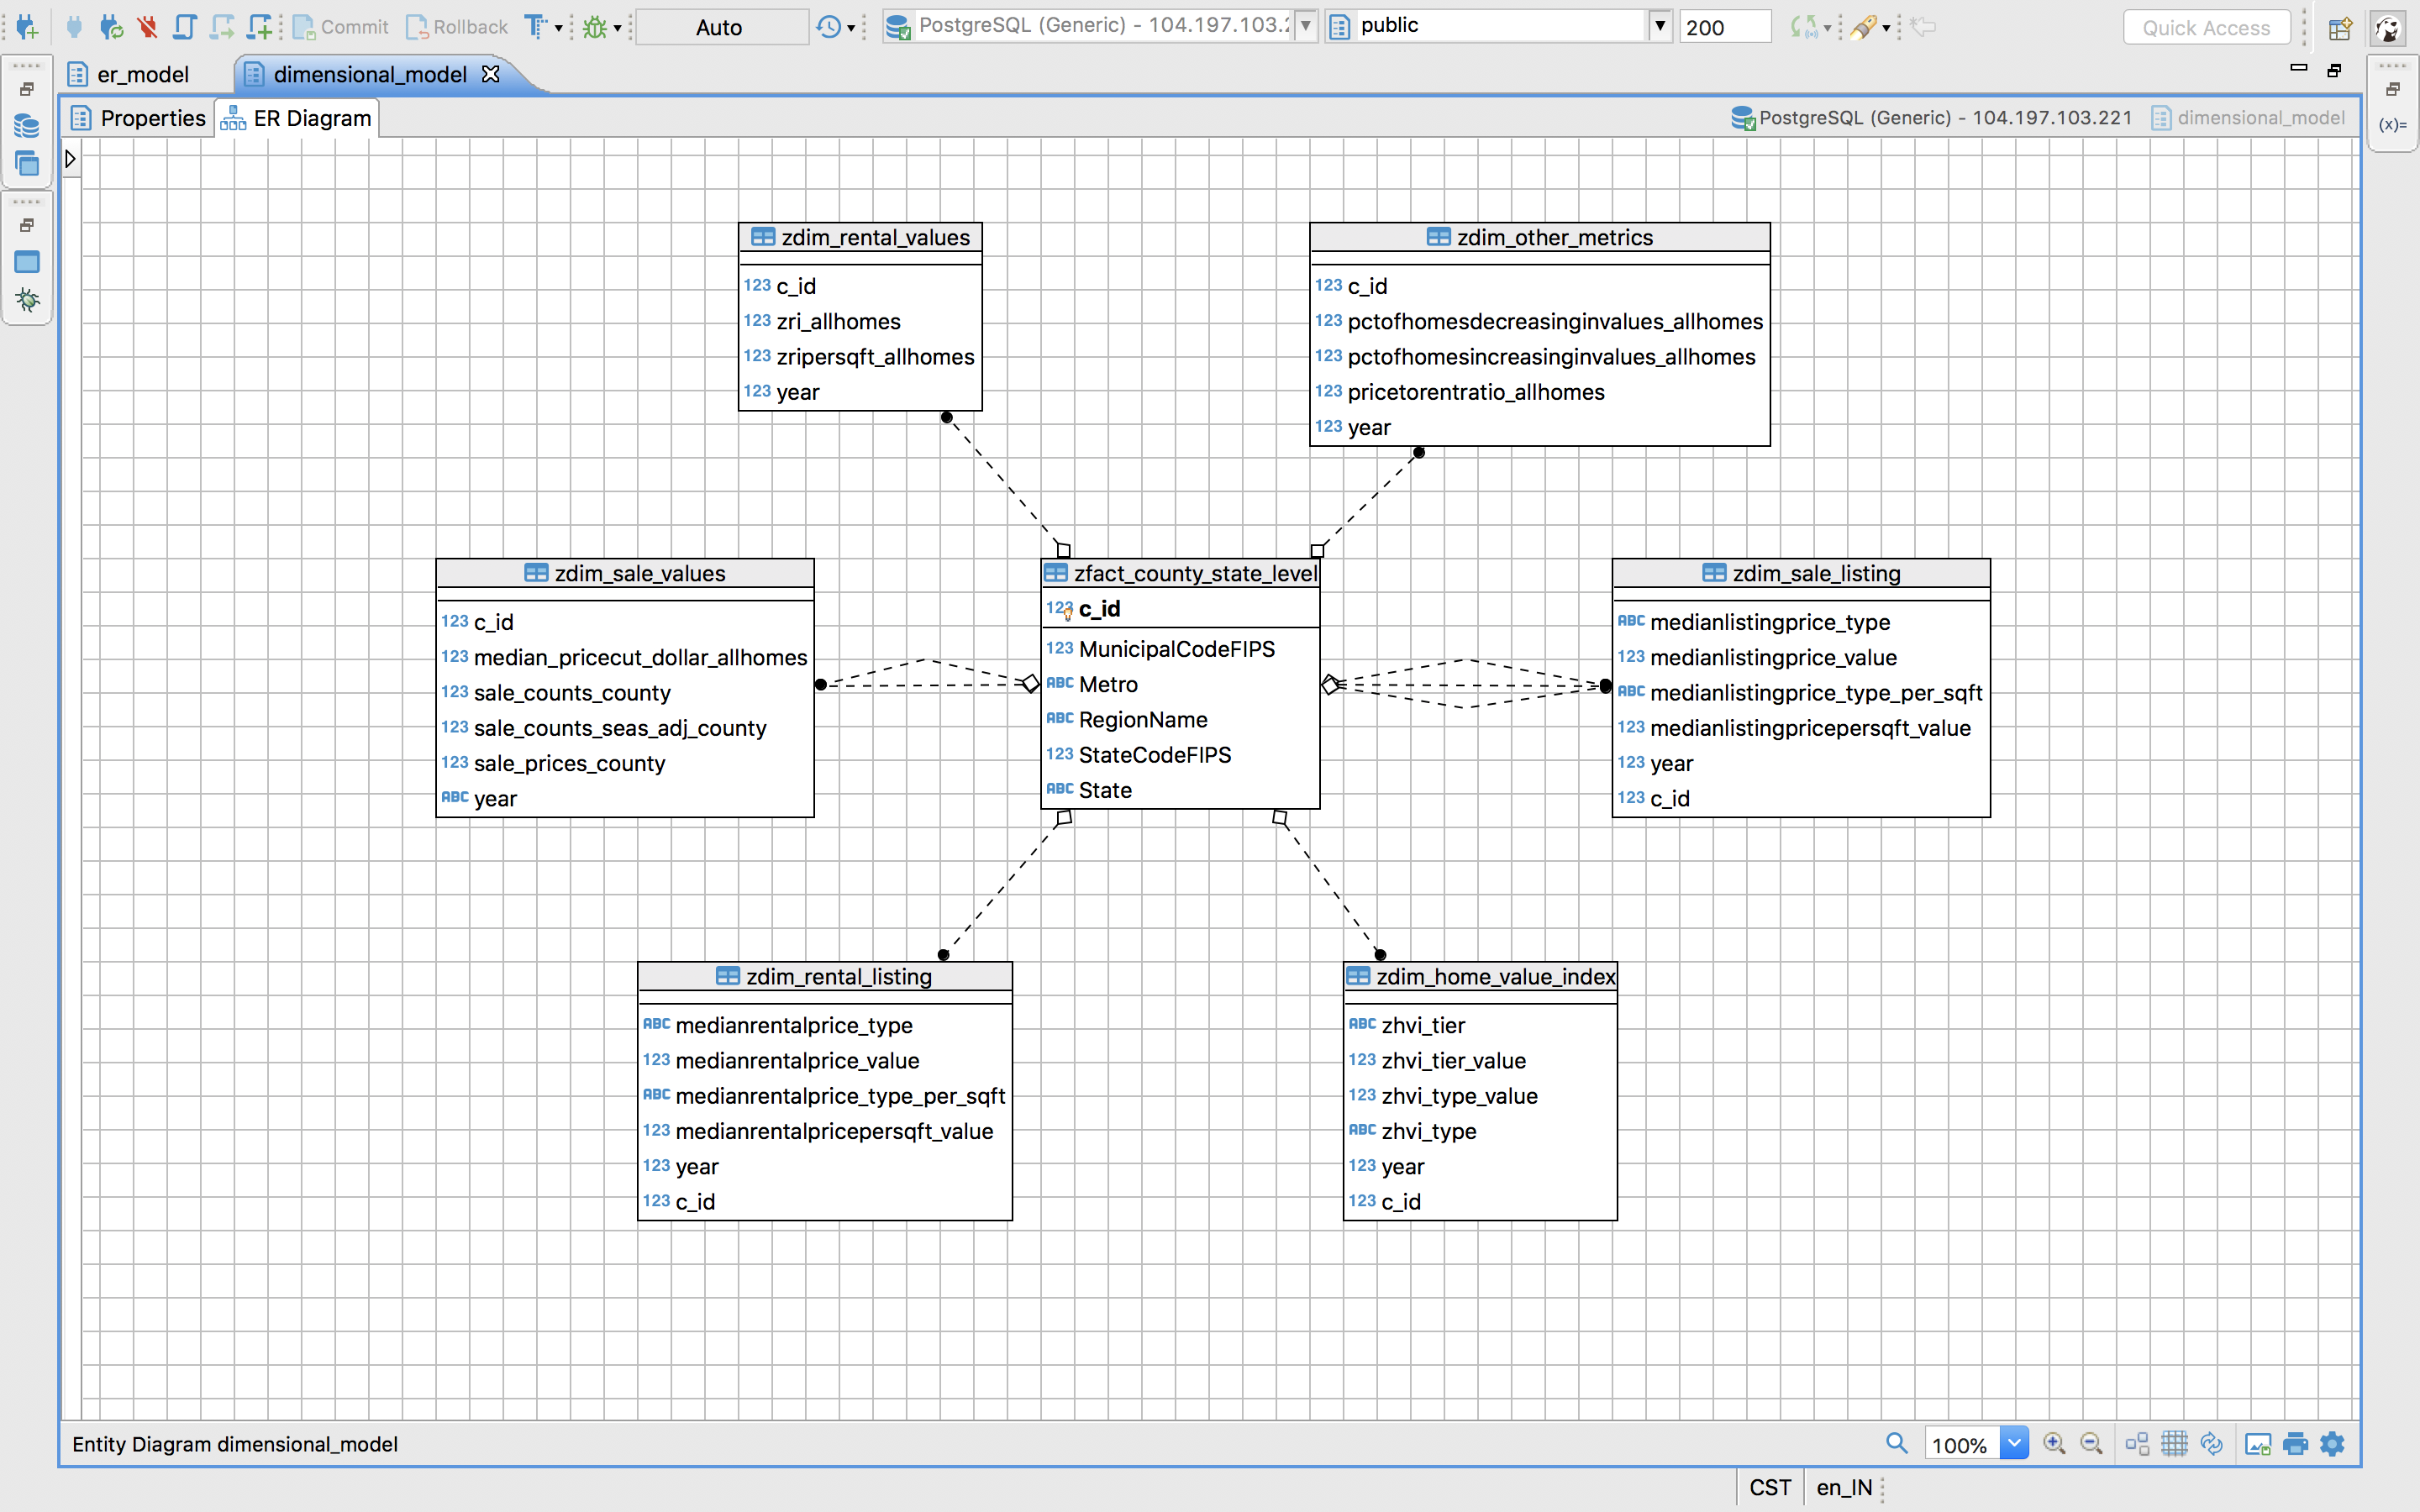 Commit
Rollback
Auto
PostgreSQL (Generic) - 104.197.103.2
public
200
Quick Access
er_model
dimensional_model
Properties
ER Diagram
PostgreSQL (Generic) - 104.197.103.221
dimensional_model
(x)=
zdim_rental_values
123 c_id
123 zri_allhomes
123 zripersqft_allhomes
123 year
zdim_other_metrics
123 c_id
123 pctofhomesdecreasinginvalues_allhomes
123 pctofhomesincreasinginvalues_allhomes
123 pricetorentratio_allhomes
123 year
zdim_sale_values
123 c_id
123 median_pricecut_dollar_allhomes
123 sale_counts_county
123 sale_counts_seas_adj_county
123 sale_prices_county
ABC year
zfact_county_state_level
123 c_id
123 MunicipalCodeFIPS
ABC Metro
ABC RegionName
123 StateCodeFIPS
ABC State
zdim_sale_listing
ABC medianlistingprice_type
123 medianlistingprice_value
ABC medianlistingprice_type_per_sqft
123 medianlistingpricepersqft_value
123 year
123 c_id
zdim_rental_listing
ABC medianrentalprice_type
123 medianrentalprice_value
ABC medianrentalprice_type_per_sqft
123 medianrentalpricepersqft_value
123 year
123 c_id
zdim_home_value_index
ABC zhvi_tier
123 zhvi_tier_value
123 zhvi_type_value
ABC zhvi_type
123 year
123 c_id
Entity Diagram dimensional_model
100%
CST
en_IN